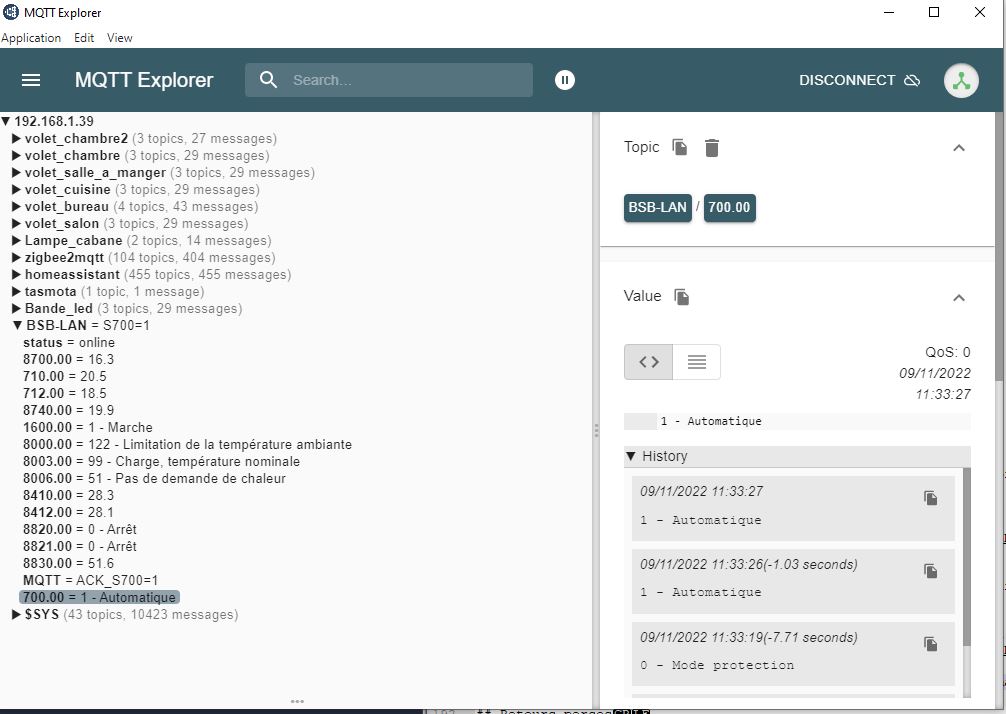 MQTT Explorer
Application Edit View
MQTT Explorer
Search...
DISCONNECT
192.168.1.39
volet_chambre2 (3 topics, 27 messages)
volet_chambre (3 topics, 29 messages)
volet_salle_a_manger (3 topics, 29 messages)
volet_cuisine (3 topics, 29 messages)
volet_bureau (4 topics, 43 messages)
volet_salon (3 topics, 29 messages)
Lampe_cabane (2 topics, 14 messages)
zigbee2mqtt (104 topics, 404 messages)
homeassistant (455 topics, 455 messages)
tasmota (1 topic, 1 message)
Bande_led (3 topics, 29 messages)
BSB-LAN = S700=1
status = online
8700.00 = 16.3
710.00 = 20.5
712.00 = 18.5
8740.00 = 19.9
1600.00 = 1 - Marche
8000.00 = 122 - Limitation de la température ambiante
8003.00 = 99 - Charge, température nominale
8006.00 = 51 - Pas de demande de chaleur
8410.00 = 28.3
8412.00 = 28.1
8820.00 = 0 - Arrêt
8821.00 = 0 - Arrêt
8830.00 = 51.6
MQTT = ACK_S700=1
700.00 = 1 - Automatique
$SYS (43 topics, 10423 messages)
Topic
BSB-LAN / 700.00
Value
QoS: 0
09/11/2022
11:33:27
1 - Automatique
History
09/11/2022 11:33:27
1 - Automatique
09/11/2022 11:33:26(-1.03 seconds)
1 - Automatique
09/11/2022 11:33:19(-7.71 seconds)
0 - Mode protection